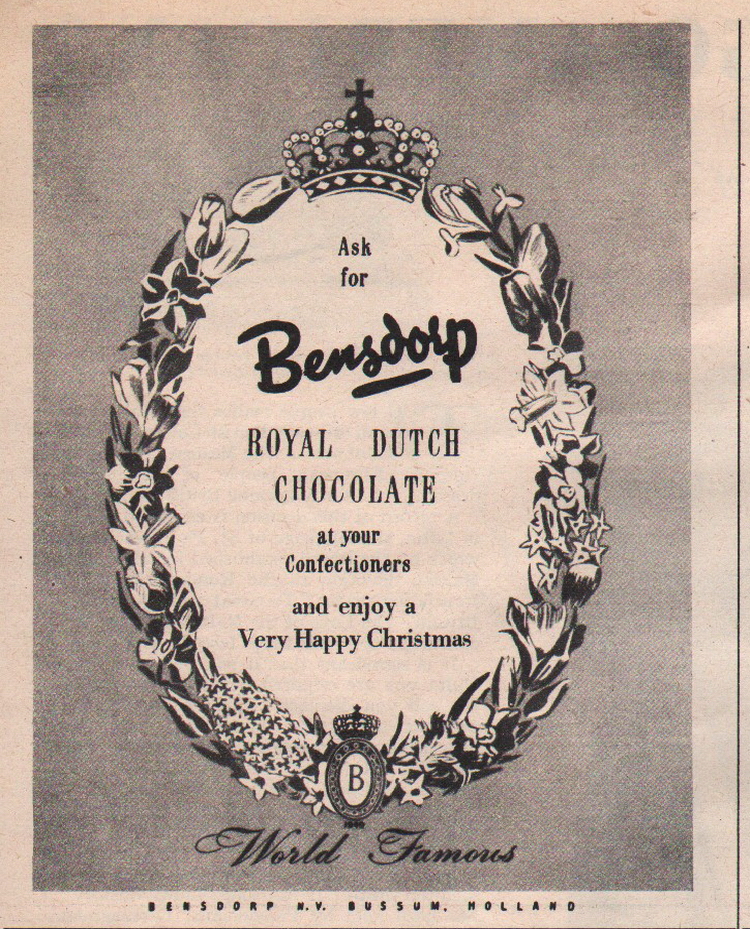 Ask
for
Bensdorp
ROYAL DUTCH
CHOCOLATE
at your
Confectioners
and enjoy a
Very Happy Christmas
B
World Famous
BENSDORP N.V. BUSSUM, HOLLAND